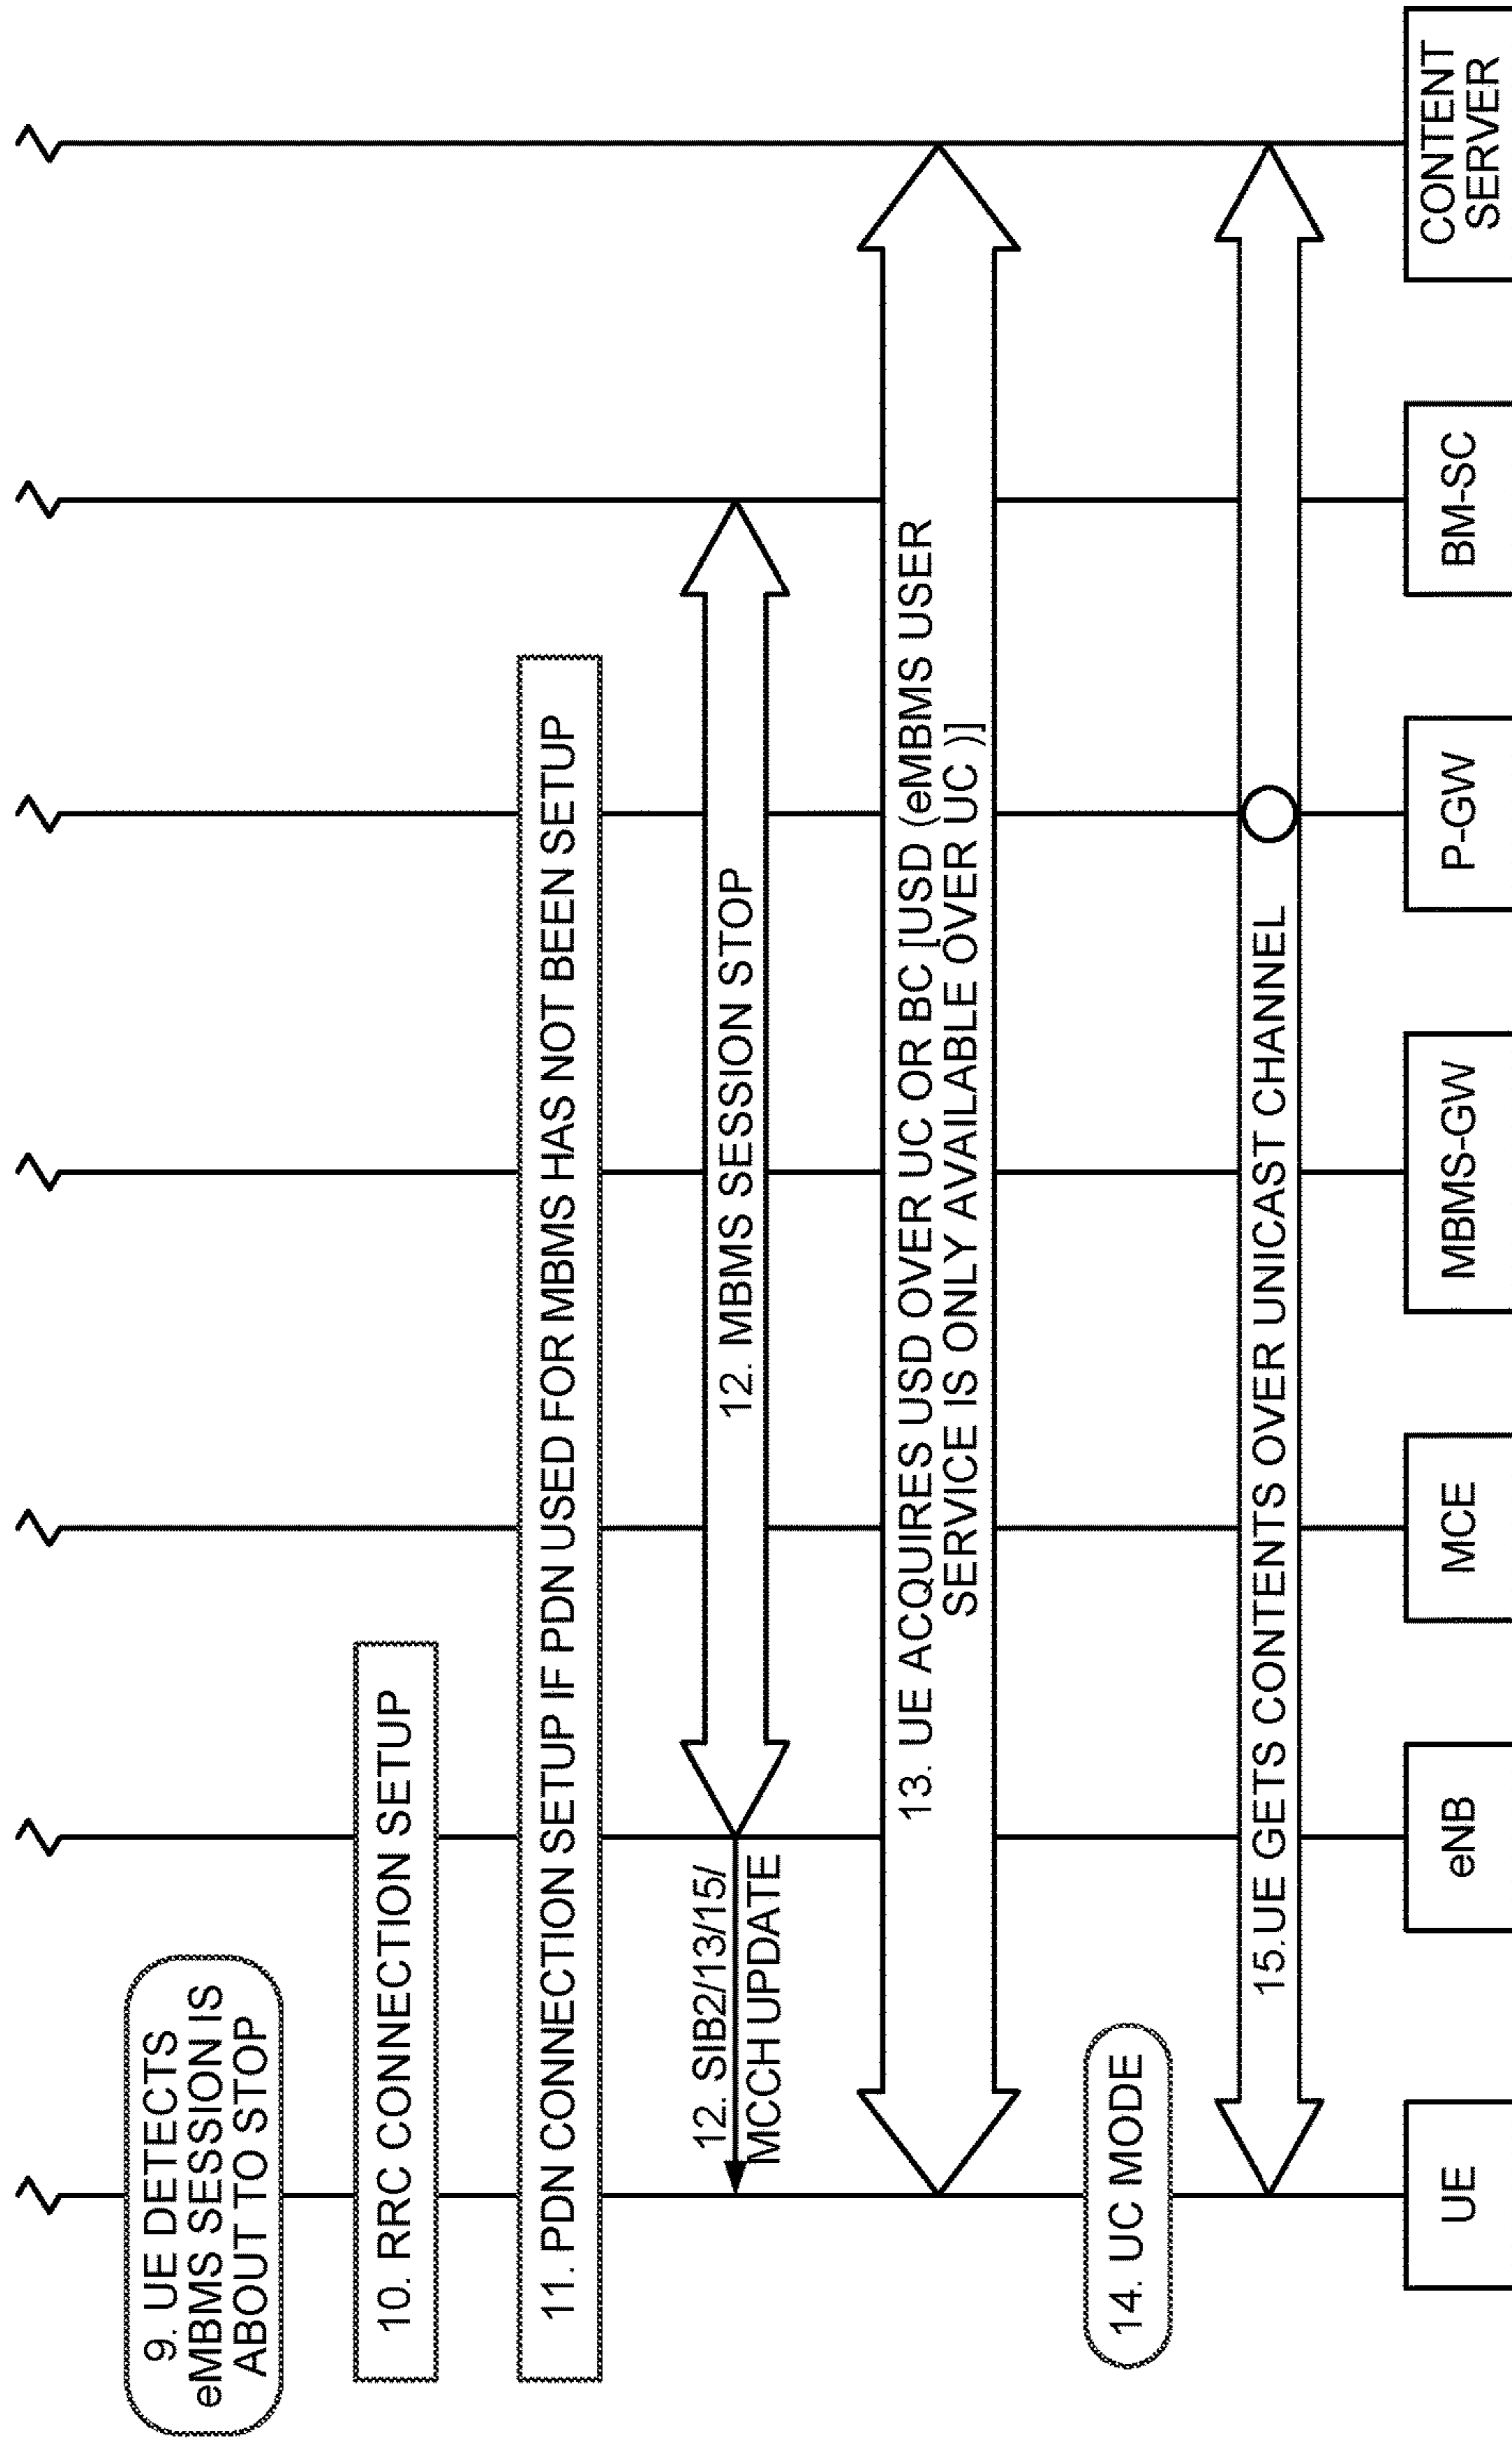 9. UE DETECTS
eMBMS SESSION IS
ABOUT TO STOP
10. RRC CONNECTION SETUP
11. PDN CONNECTION SETUP IF PDN USED FOR MBMS HAS NOT BEEN SETUP
12. SIB2/13/15/
MCCH UPDATE
12. MBMS SESSION STOP
13. UE ACQUIRES USD OVER UC OR BC [USD (eMBMS USER
SERVICE IS ONLY AVAILABLE OVER UC )]
14. UC MODE
15.UE GETS CONTENTS OVER UNICAST CHANNEL
UE
eNB
MCE
MBMS-GW
P-GW
BM-SC
CONTENT
SERVER